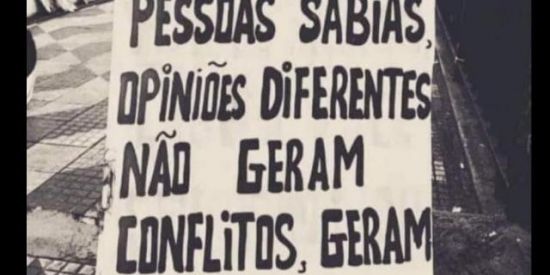 PESSOAS SÁBIAS,
OPINIÕES DIFERENTES
NÃO GERAM
CONFLITOS, GERAM